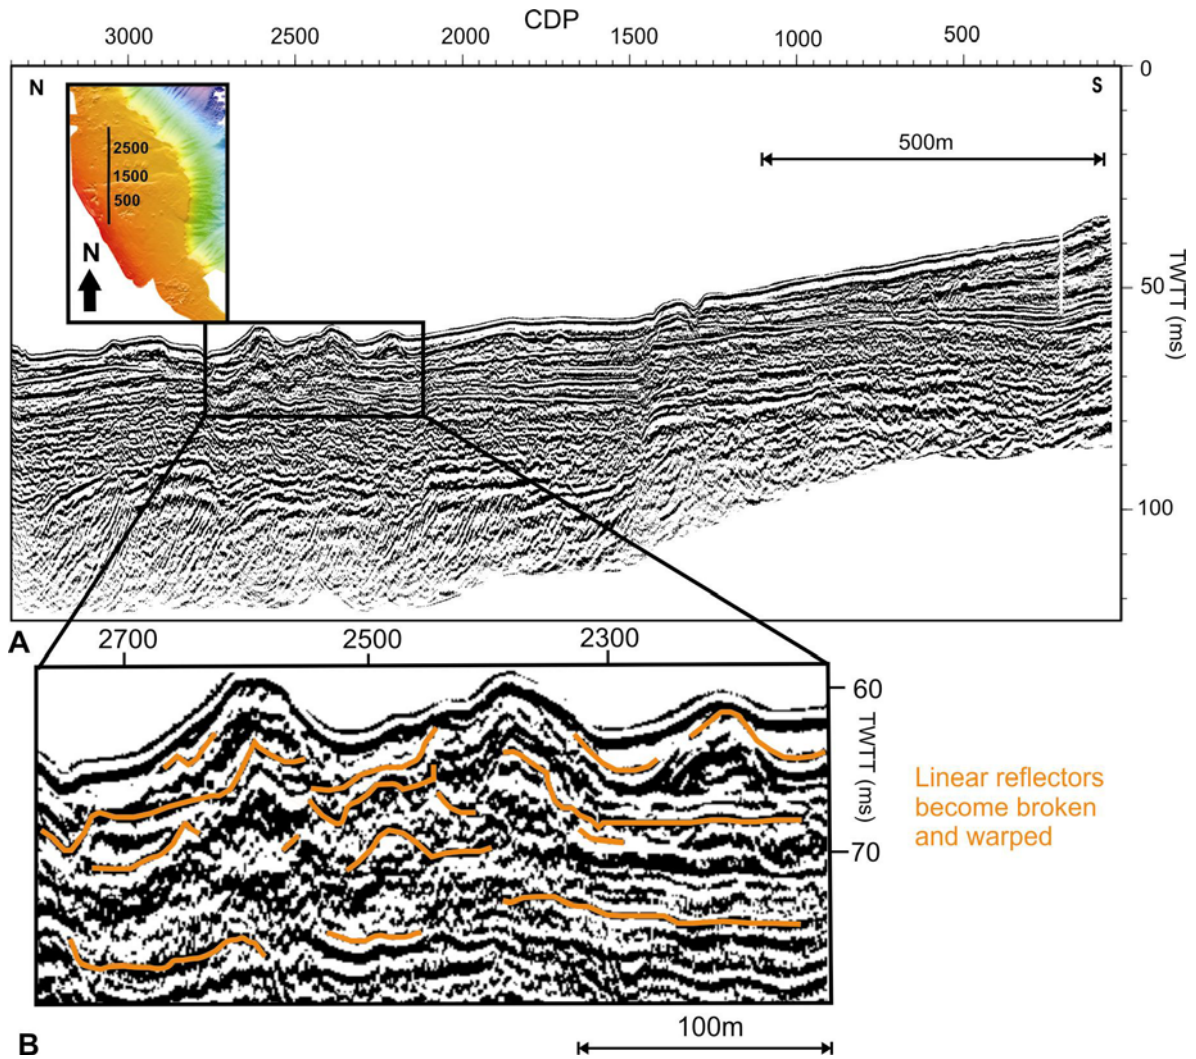 CDP
3000 2500 2000 1500 1000 500
N
S
0
500m
2500
1500
500
N
50
TWTT (ms)
100
A
2700 2500 2300
60
TWTT (ms)
70
Linear reflectors
become broken
and warped
B
100m